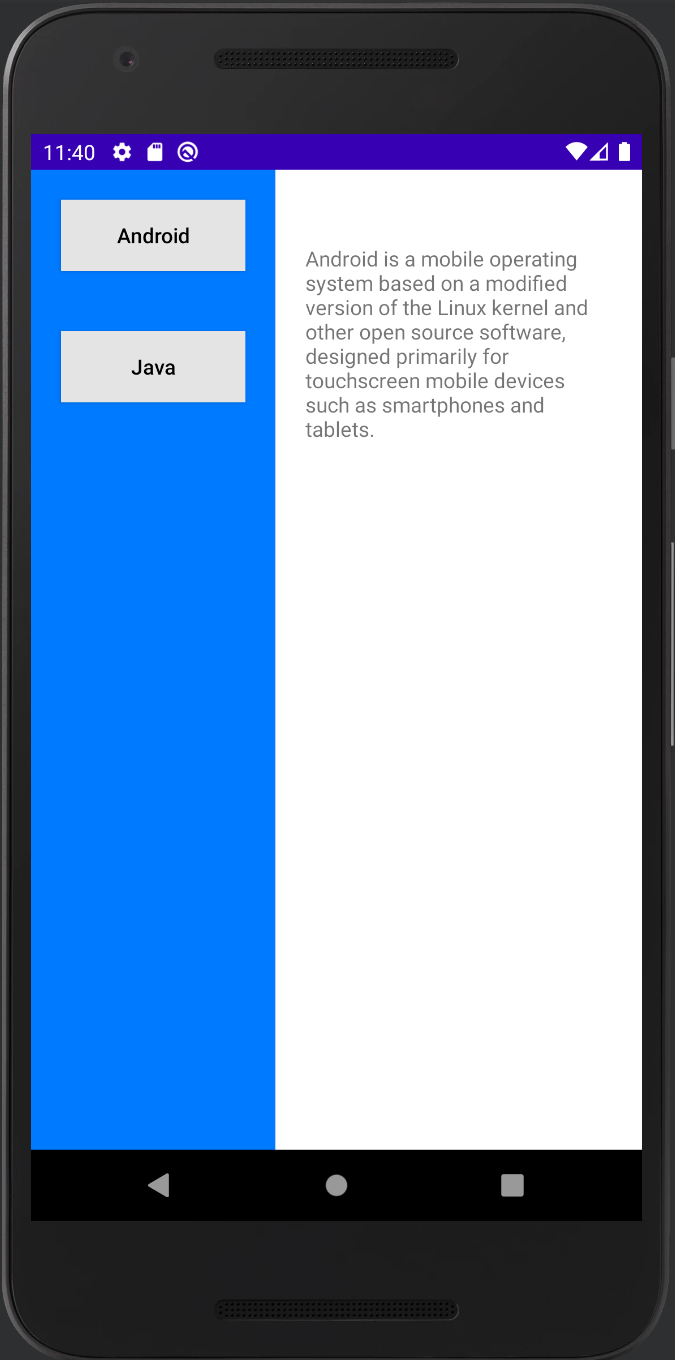 11:40
Android
Java
Android is a mobile operating
system based on a modified
version of the Linux kernel and
other open source software,
designed primarily for
touchscreen mobile devices
such as smartphones and
tablets.